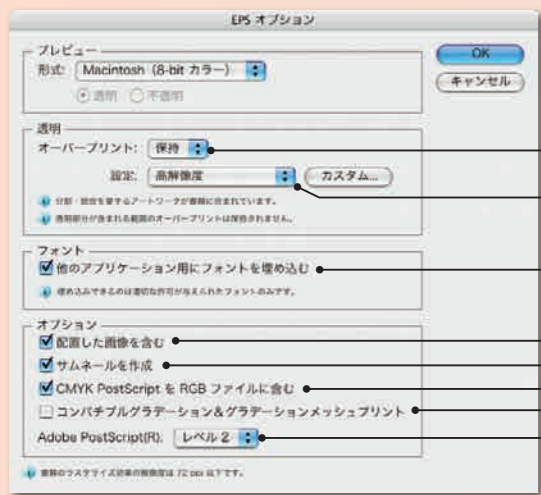 EPS オプション
プレビュー
形式: Macintosh（8-bit カラー）
透明 不透明
OK
キャンセル
透明
オーバープリント: 保持
設定: 高解像度 カスタム...
分割・統合を要するアートワークが書類に含まれています。
透明部分が含まれる範囲のオーバープリントは保持されません。
フォント
他のアプリケーション用にフォントを埋め込む
埋め込みできるのは適切な許可が与えられたフォントのみです。
オプション
配置した画像を含む
サムネールを作成
CMYK PostScript を RGB ファイルに含む
コンパチブルグラデーション&グラデーションメッシュプリント
Adobe PostScript(R): レベル 2
書類のラスタライズ効果の解像度は 72 ppi 以下です。